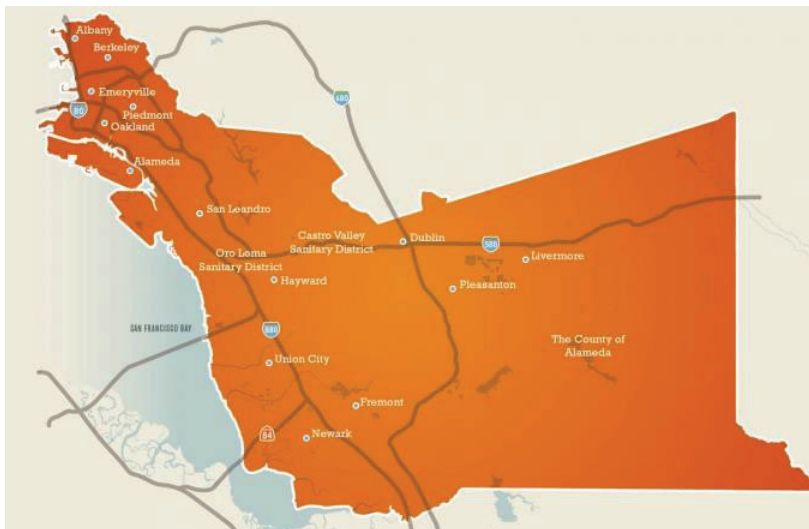 Albany
Berkeley
680
Emeryville
80
Piedmont
Oakland
Alameda
San Leandro
Castro Valley
Sanitary District
Dublin
580
Oro Loma
Sanitary District
Livermore
Hayward
Pleasanton
SAN FRANCISCO BAY
880
The County of
Alameda
Union City
Fremont
84
Newark